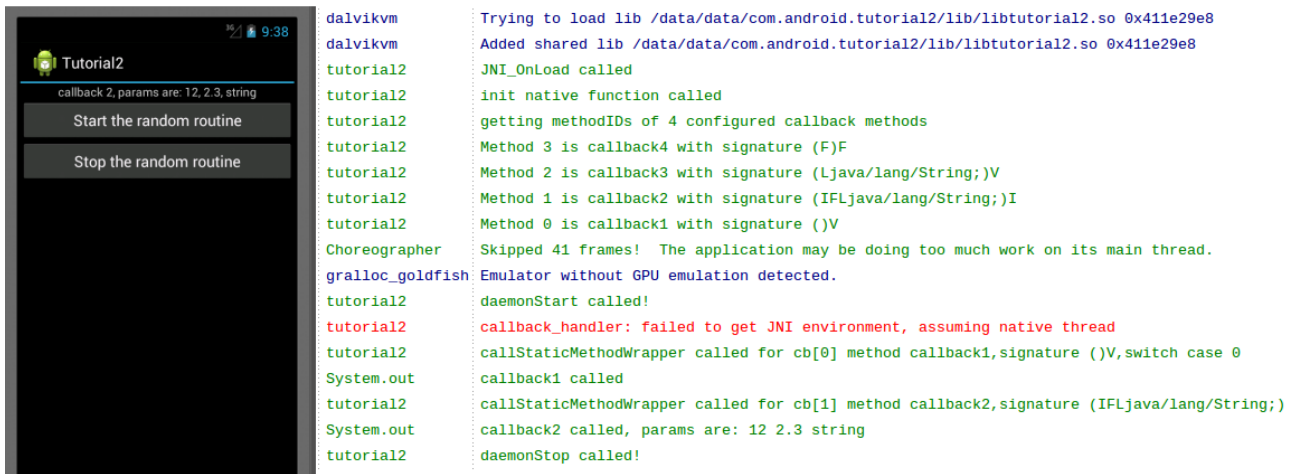 3G 9:38
Tutorial2
callback 2, params are: 12, 2.3, string
Start the random routine
Stop the random routine
dalvikvm Trying to load lib /data/data/com.android.tutorial2/lib/libtutorial2.so 0x411e29e8
dalvikvm Added shared lib /data/data/com.android.tutorial2/lib/libtutorial2.so 0x411e29e8
tutorial2 JNI_OnLoad called
tutorial2 init native function called
tutorial2 getting methodIDs of 4 configured callback methods
tutorial2 Method 3 is callback4 with signature (F)F
tutorial2 Method 2 is callback3 with signature (Ljava/lang/String;)V
tutorial2 Method 1 is callback2 with signature (IFLjava/lang/String;)I
tutorial2 Method 0 is callback1 with signature ()V
Choreographer Skipped 41 frames!  The application may be doing too much work on its main thread.
gralloc_goldfish Emulator without GPU emulation detected.
tutorial2 daemonStart called!
tutorial2 callback_handler: failed to get JNI environment, assuming native thread
tutorial2 callStaticMethodWrapper called for cb[0] method callback1,signature ()V,switch case 0
System.out callback1 called
tutorial2 callStaticMethodWrapper called for cb[1] method callback2,signature (IFLjava/lang/String;)
System.out callback2 called, params are: 12 2.3 string
tutorial2 daemonStop called!